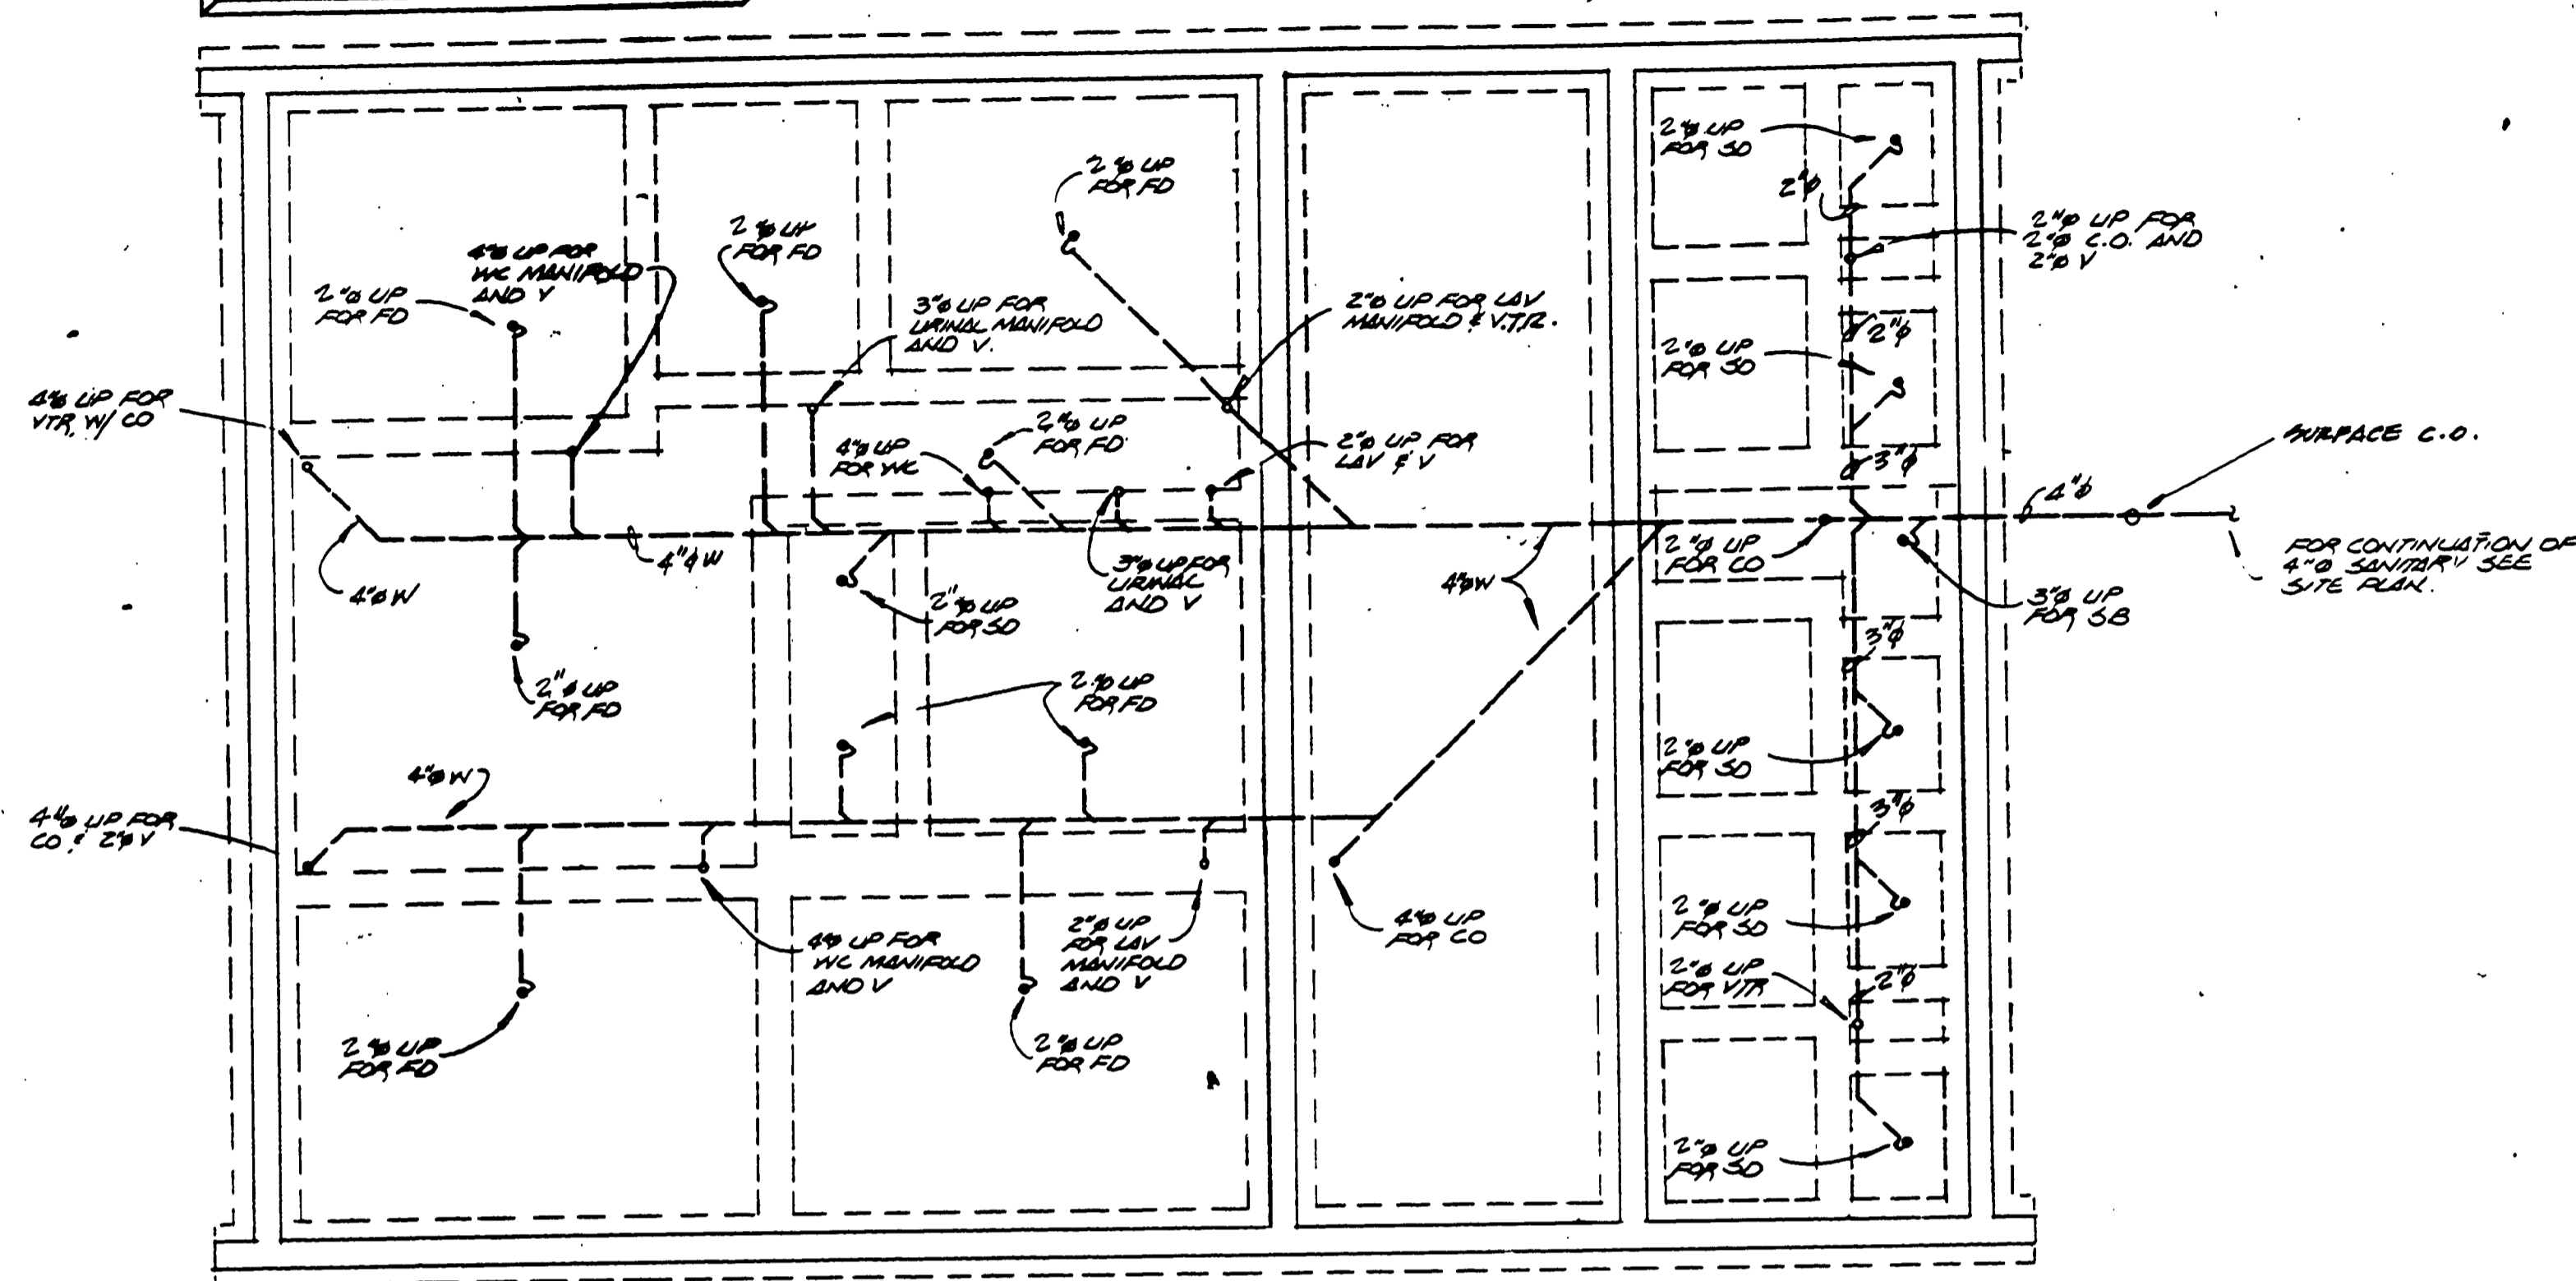 2"ø UP
FOR FD
4"ø UP FOR
WC MANIFOLD
AND V
2"ø UP
FOR FD
2"ø UP
FOR FD
3"ø UP FOR
URINAL MANIFOLD
AND V.
2"ø UP FOR LAV
MANIFOLD & V.T.R.
4"ø UP FOR
VTR W/ CO
4"ø UP
FOR WC
2"ø UP
FOR FD
2"ø UP FOR
LAV & V
4"ø W
4"ø W
2"ø UP
FOR SD
3"ø UP FOR
URINAL
AND V
4"ø W
2"ø UP
FOR FD
2"ø UP
FOR FD
4"ø W
4"ø UP FOR
CO & 2"ø V
4"ø UP FOR
WC MANIFOLD
AND V
2"ø UP
FOR LAV
MANIFOLD
AND V
4"ø UP
FOR CO
2"ø UP
FOR FD
2"ø UP
FOR FD
2"ø UP
FOR SD
2"ø
2"ø UP FOR
2"ø C.O. AND
2"ø V
2"ø
2"ø UP
FOR SD
3"ø
SURFACE C.O.
4"ø
2"ø UP
FOR CO
FOR CONTINUATION OF
4"ø SANITARY SEE
SITE PLAN.
3"ø UP
FOR SB
3"ø
2"ø UP
FOR SD
3"ø
2"ø UP
FOR SD
2"ø UP
FOR VTR
2"ø
2"ø UP
FOR SD